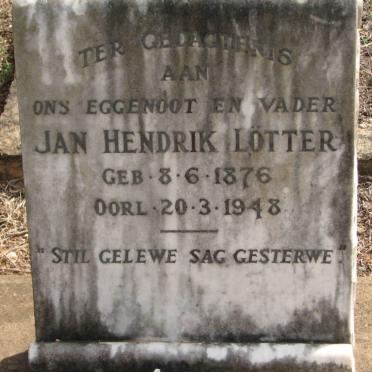 TER GEDAGTENIS
AAN
ONS EGGENOOT EN VADER
JAN HENDRIK LÖTTER
GEB·8·6·1876
OORL·20·3·1948
"STIL GELEWE SAG GESTERWE"